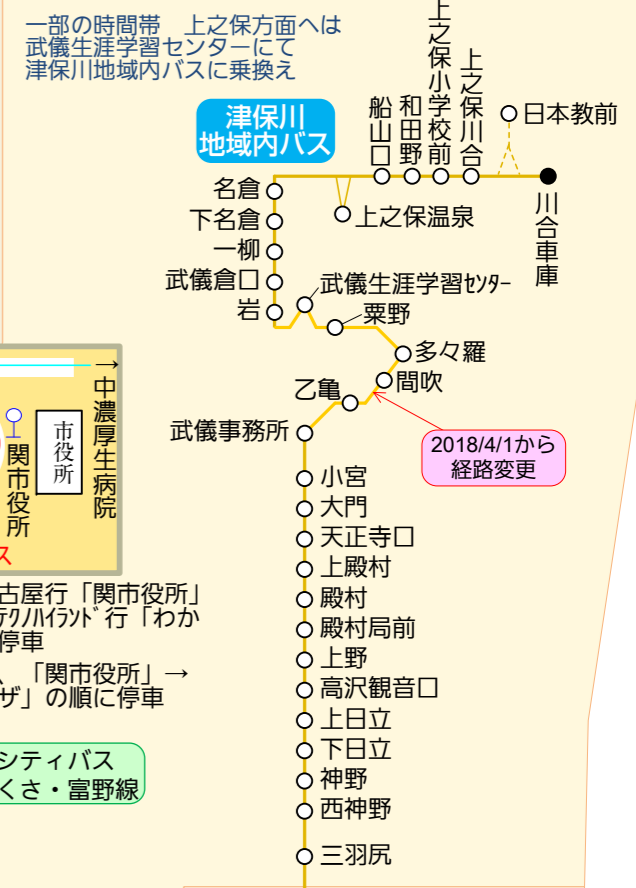 一部の時間帯　上之保方面へは
武儀生涯学習センターにて
津保川地域内バスに乗換え
津保川
地域内バス
船山口
和田野
上之保小学校前
上之保川合
日本教前
川合車庫
上之保温泉
名倉
下名倉
一柳
武儀倉口
岩
武儀生涯学習ｾﾝﾀｰ
粟野
多々羅
間吹
乙亀
武儀事務所
2018/4/1から
経路変更
小宮
大門
天正寺口
上殿村
殿村
殿村局前
上野
高沢観音口
上日立
下日立
神野
西神野
三羽尻
→中濃厚生病院
市役所
関市役所
ス
古屋行「関市役所」
ﾃｸﾉﾊｲﾗﾝﾄﾞ行「わか
停車
、「関市役所」→
ザ」の順に停車
シティバス
くさ・富野線